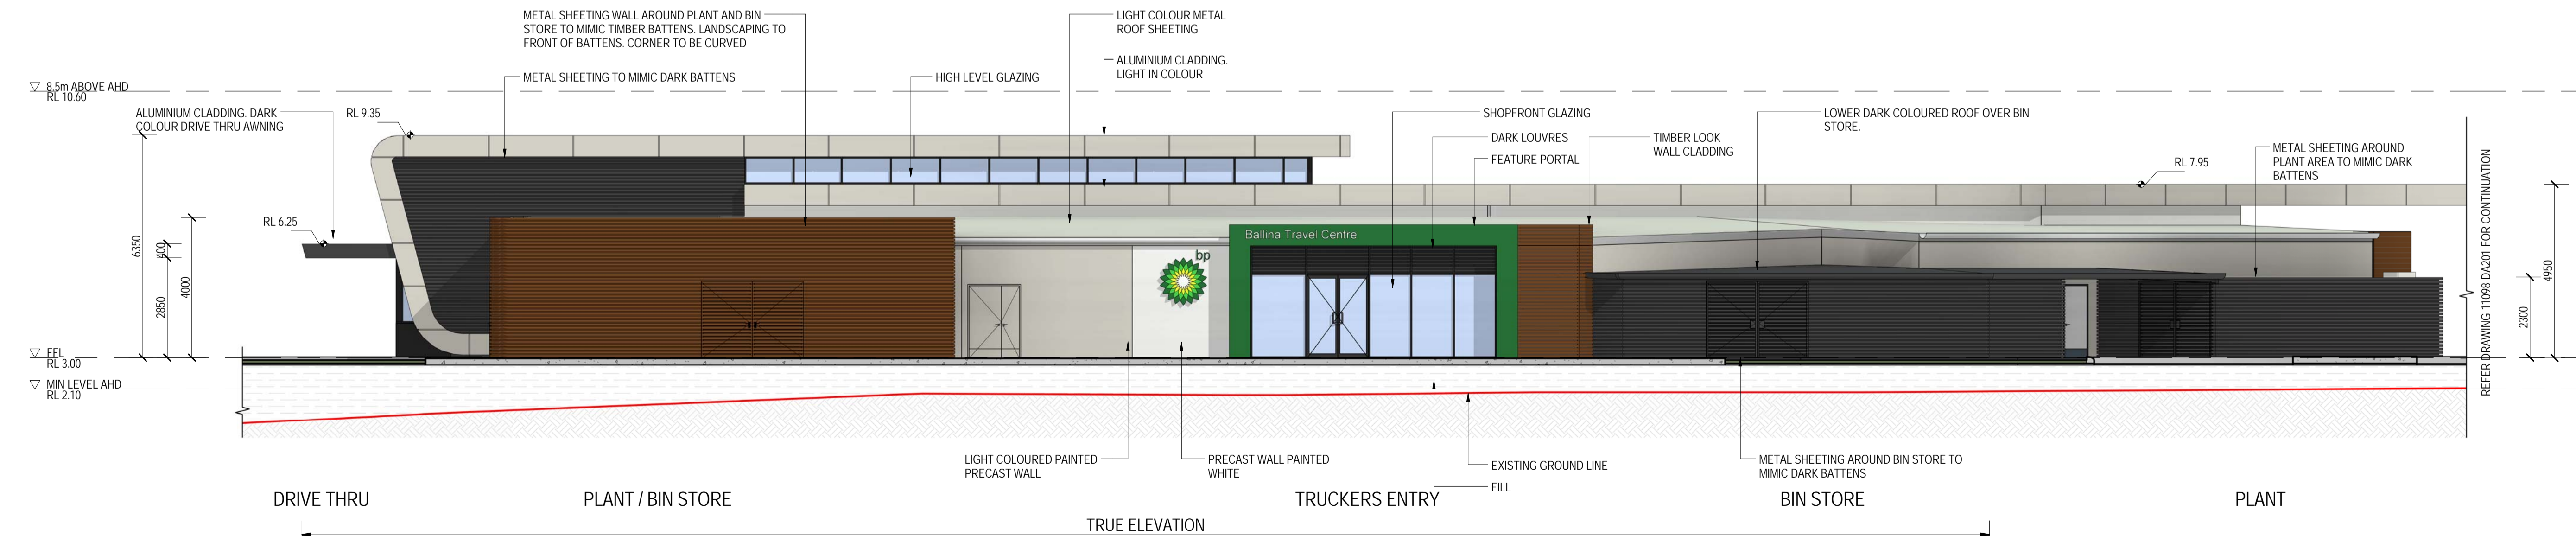 METAL SHEETING WALL AROUND PLANT AND BIN
STORE TO MIMIC TIMBER BATTENS. LANDSCAPING TO
FRONT OF BATTENS. CORNER TO BE CURVED
LIGHT COLOUR METAL
ROOF SHEETING
METAL SHEETING TO MIMIC DARK BATTENS
HIGH LEVEL GLAZING
ALUMINIUM CLADDING.
LIGHT IN COLOUR
8.5m ABOVE AHD
RL 10.60
ALUMINIUM CLADDING. DARK
COLOUR DRIVE THRU AWNING
RL 9.35
SHOPFRONT GLAZING
DARK LOUVRES
FEATURE PORTAL
TIMBER LOOK
WALL CLADDING
LOWER DARK COLOURED ROOF OVER BIN
STORE.
RL 7.95
METAL SHEETING AROUND
PLANT AREA TO MIMIC DARK
BATTENS
RL 6.25
6350
400
2850
4000
Ballina Travel Centre
bp
4950
2300
REFER DRAWING 11098-DA201 FOR CONTINUATION
FFL
RL 3.00
MIN LEVEL AHD
RL 2.10
LIGHT COLOURED PAINTED
PRECAST WALL
PRECAST WALL PAINTED
WHITE
EXISTING GROUND LINE
FILL
METAL SHEETING AROUND BIN STORE TO
MIMIC DARK BATTENS
DRIVE THRU
PLANT / BIN STORE
TRUCKERS ENTRY
BIN STORE
PLANT
TRUE ELEVATION